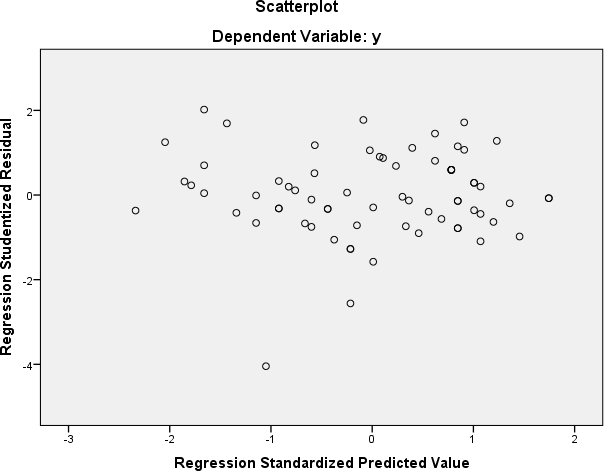 Scatterplot
Dependent Variable: y
Regression Studentized Residual
2
0
-2
-4
-3
-2
-1
0
1
2
Regression Standardized Predicted Value